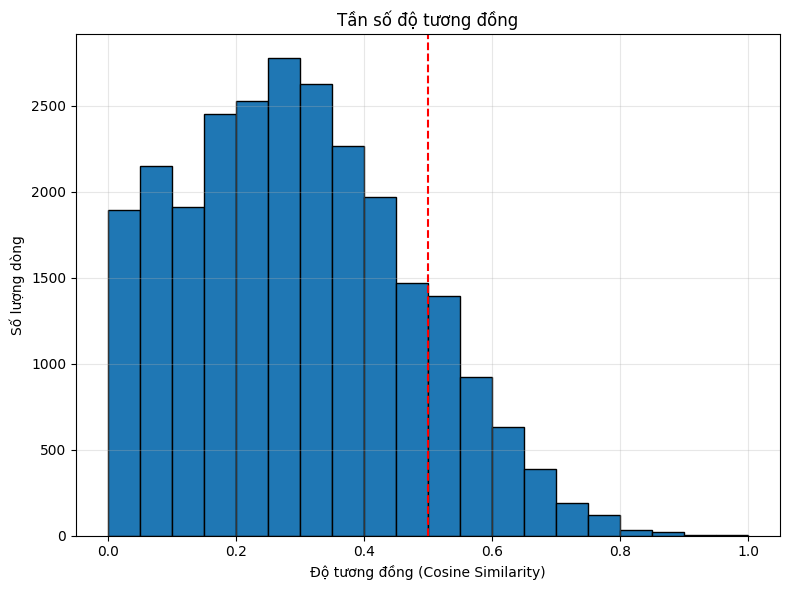 Tần số độ tương đồng
Số lượng dòng
2500
2000
1500
1000
500
0
0.0 0.2 0.4 0.6 0.8 1.0
Độ tương đồng (Cosine Similarity)